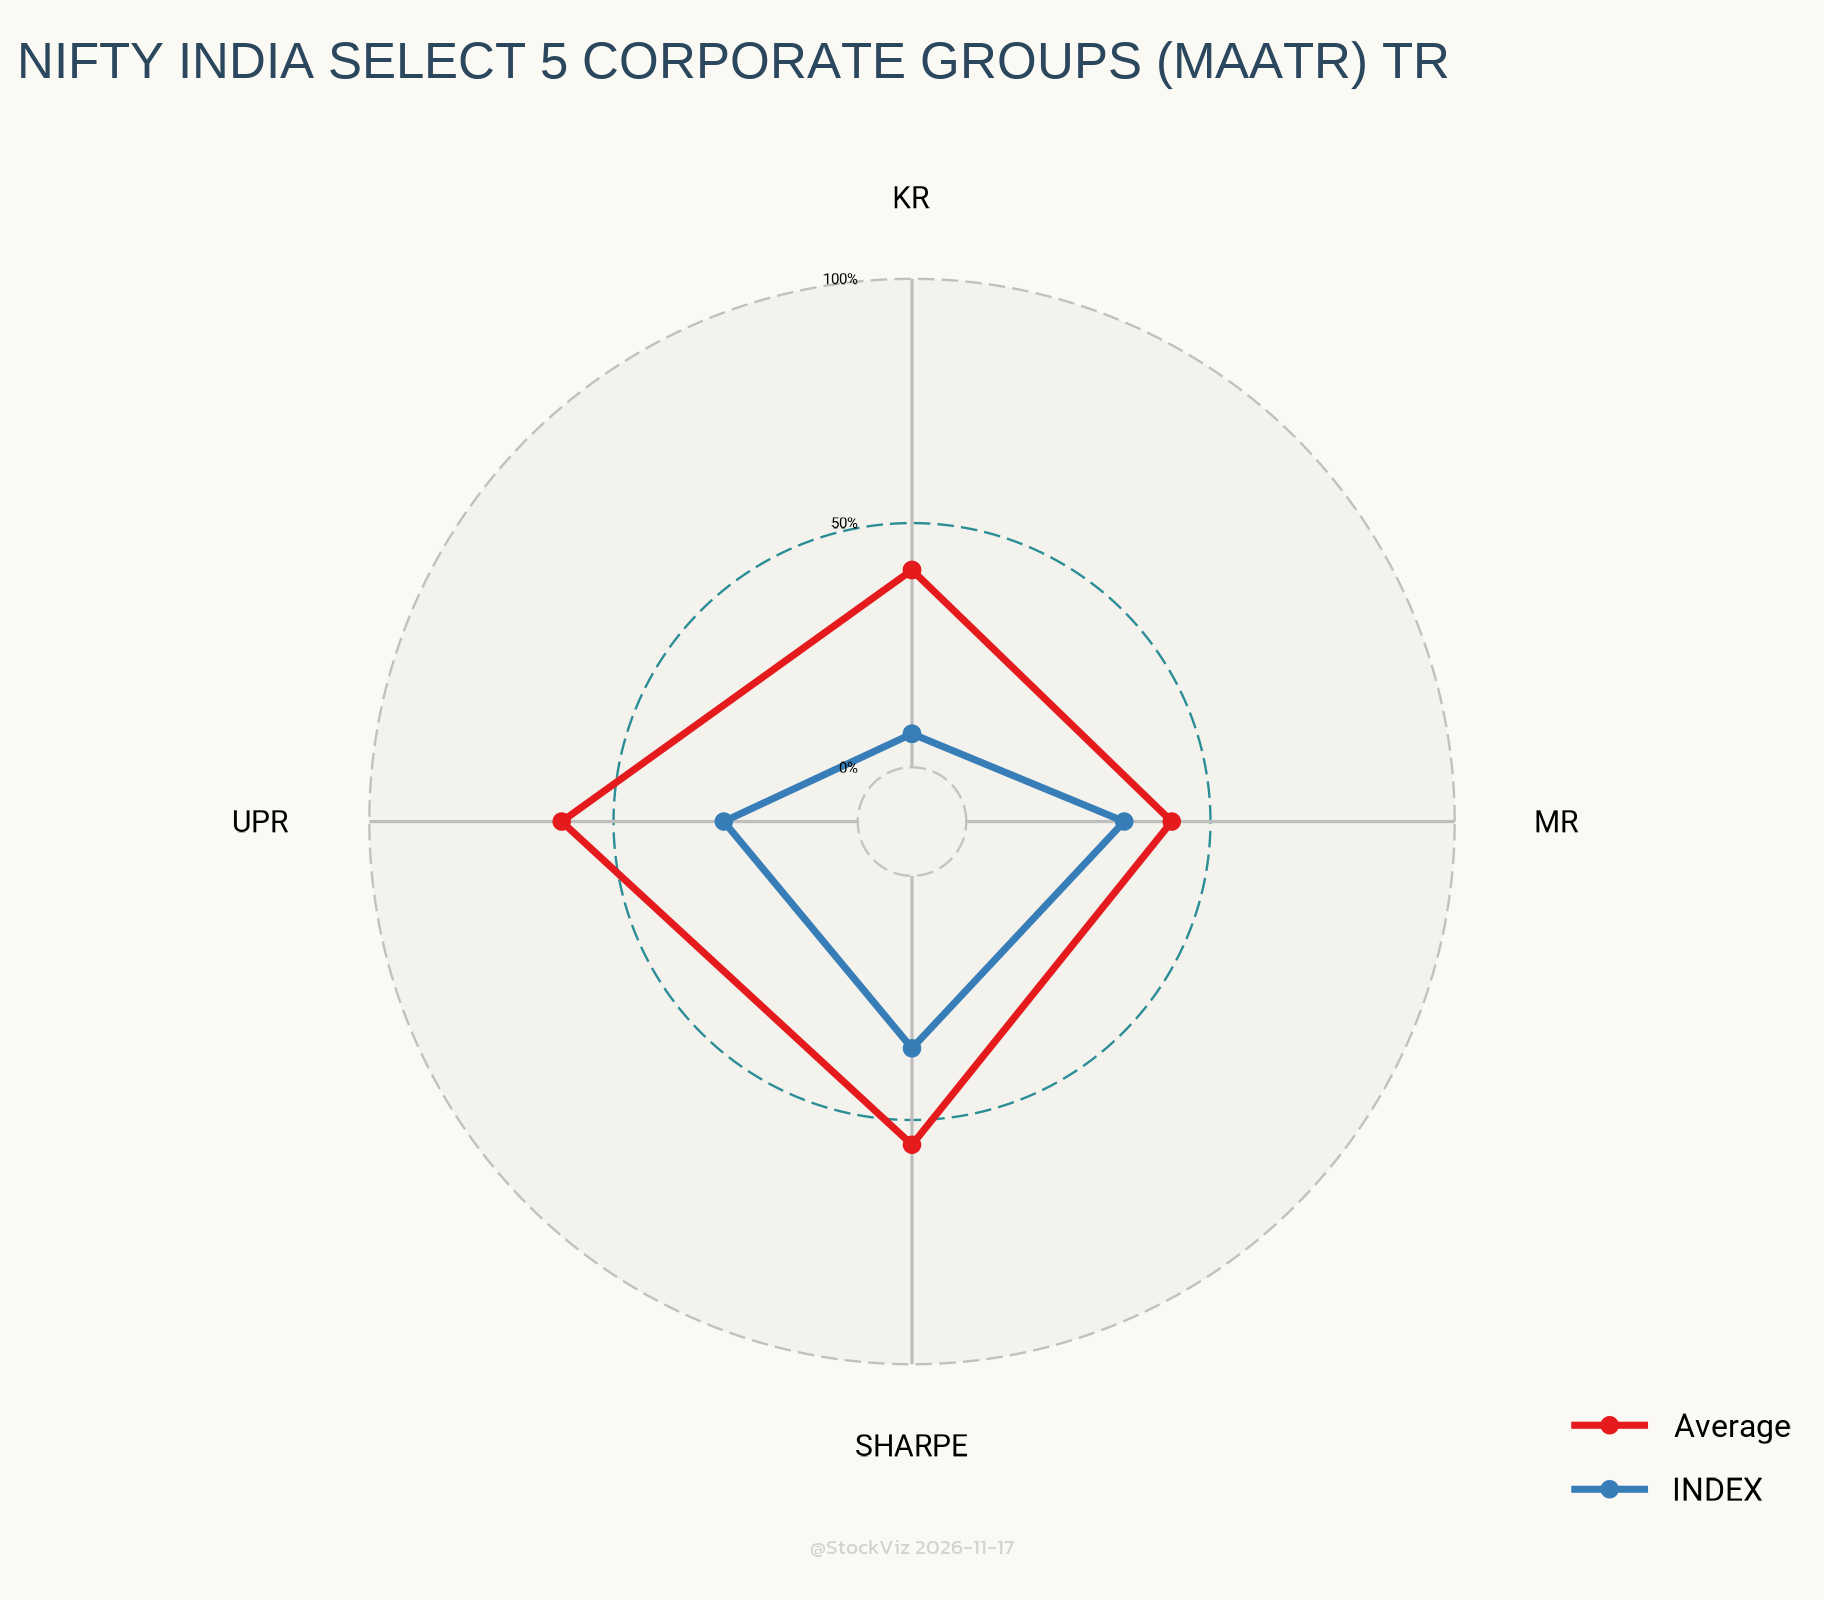 NIFTY INDIA SELECT 5 CORPORATE GROUPS (MAATR) TR
KR
100%
50%
0%
UPR
MR
SHARPE
Average
INDEX
@StockViz 2026-11-17